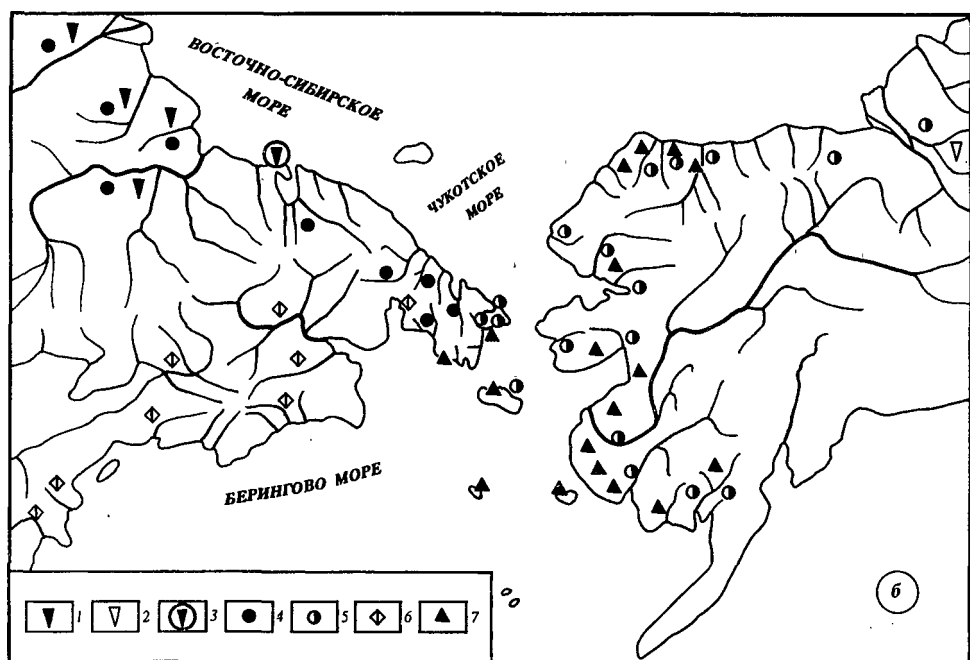 ВОСТОЧНО-СИБИРСКОЕ
МОРЕ
ЧУКОТСКОЕ
МОРЕ
БЕРИНГОВО МОРЕ
1 2 3 4 5 6 7
б